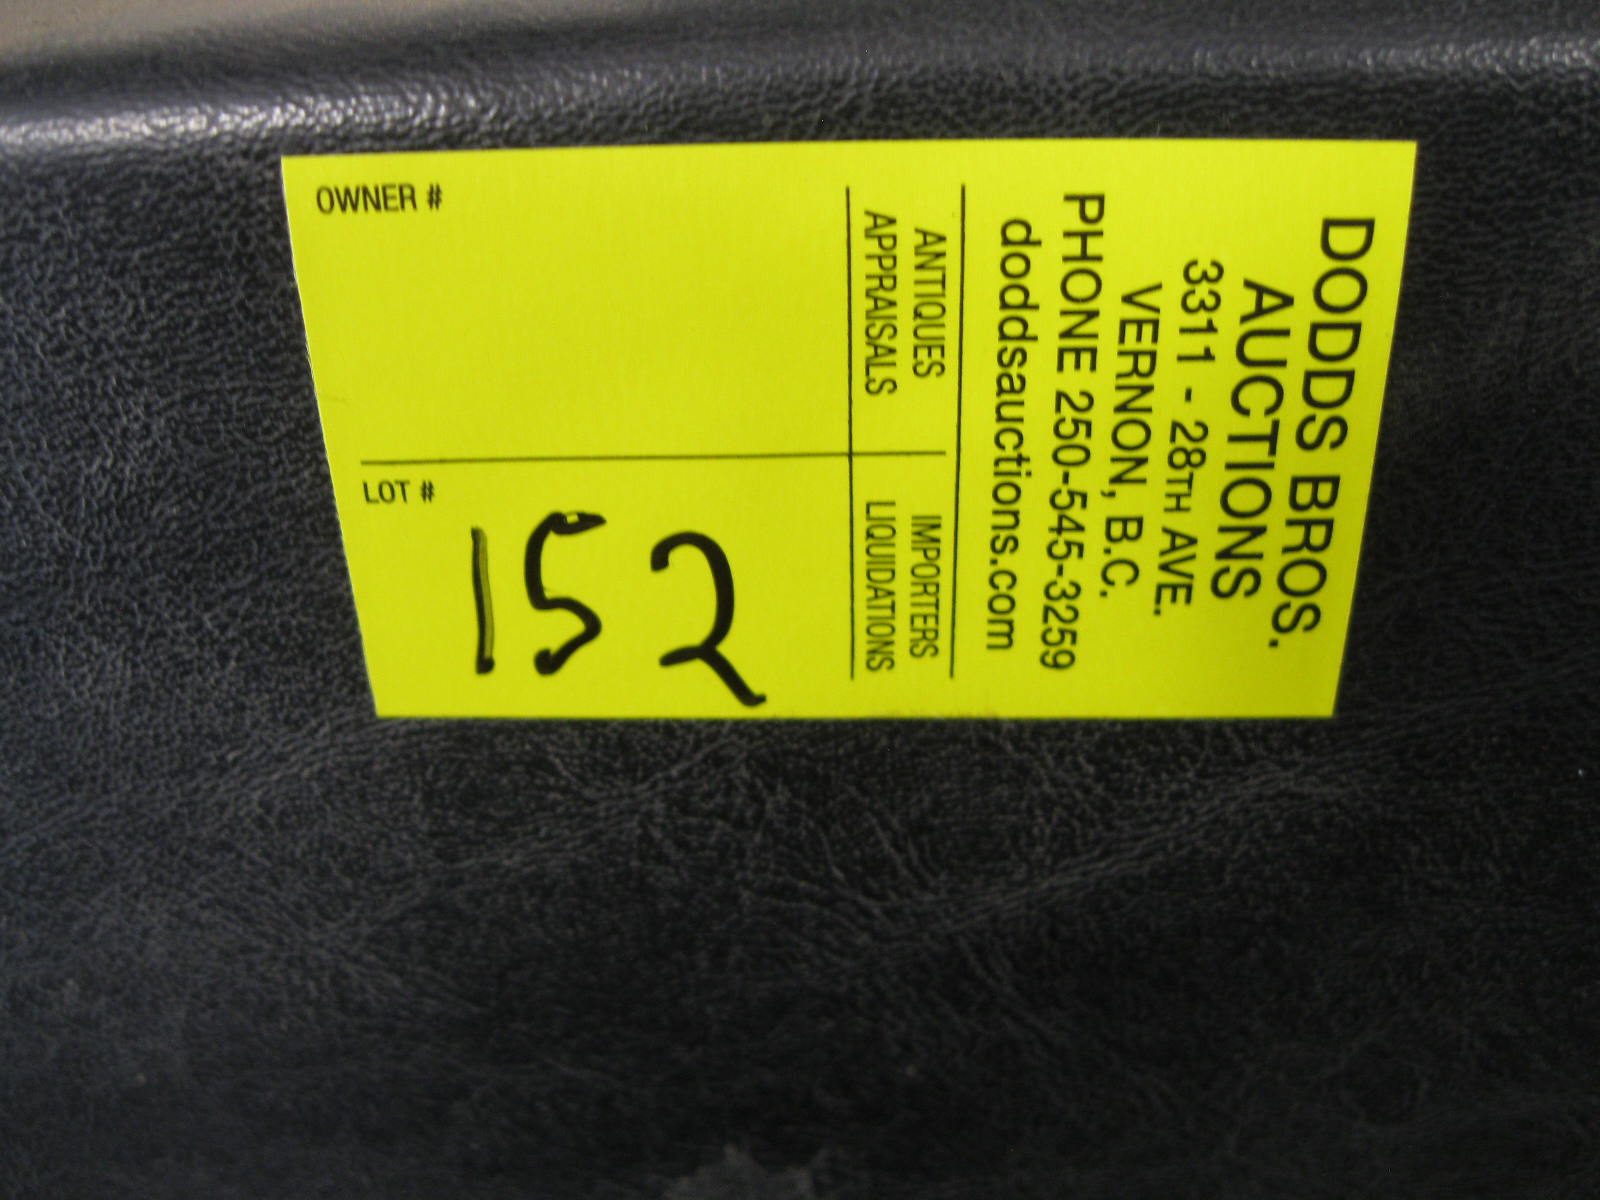 DODDS BROS.
AUCTIONS
3311 - 28TH AVE.
VERNON, B.C.
PHONE 250-545-3259
doddsauctions.com
ANTIQUES IMPORTERS
APPRAISALS LIQUIDATIONS
OWNER #
LOT #
152